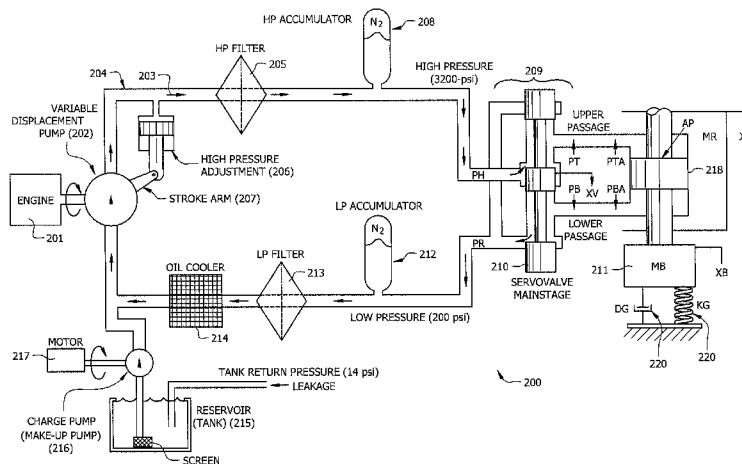 HP ACCUMULATOR
N2
208
HP FILTER
204
203
205
HIGH PRESSURE
(3200-psi)
209
VARIABLE
DISPLACEMENT
PUMP (202)
UPPER
PASSAGE
AP
MR
X
HIGH PRESSURE
ADJUSTMENT (206)
PT
PTA
218
STROKE ARM (207)
PH
XV
ENGINE
201
PB
PBA
LP ACCUMULATOR
N2
212
LP FILTER
213
OIL COOLER
214
PR
LOWER
PASSAGE
210
SERVOVALVE
MAINSTAGE
211
MB
XB
LOW PRESSURE (200 psi)
DG
KG
220
220
MOTOR
217
TANK RETURN PRESSURE (14 psi)
LEAKAGE
200
CHARGE PUMP
(MAKE-UP PUMP)
(216)
RESERVOIR
(TANK) (215)
SCREEN